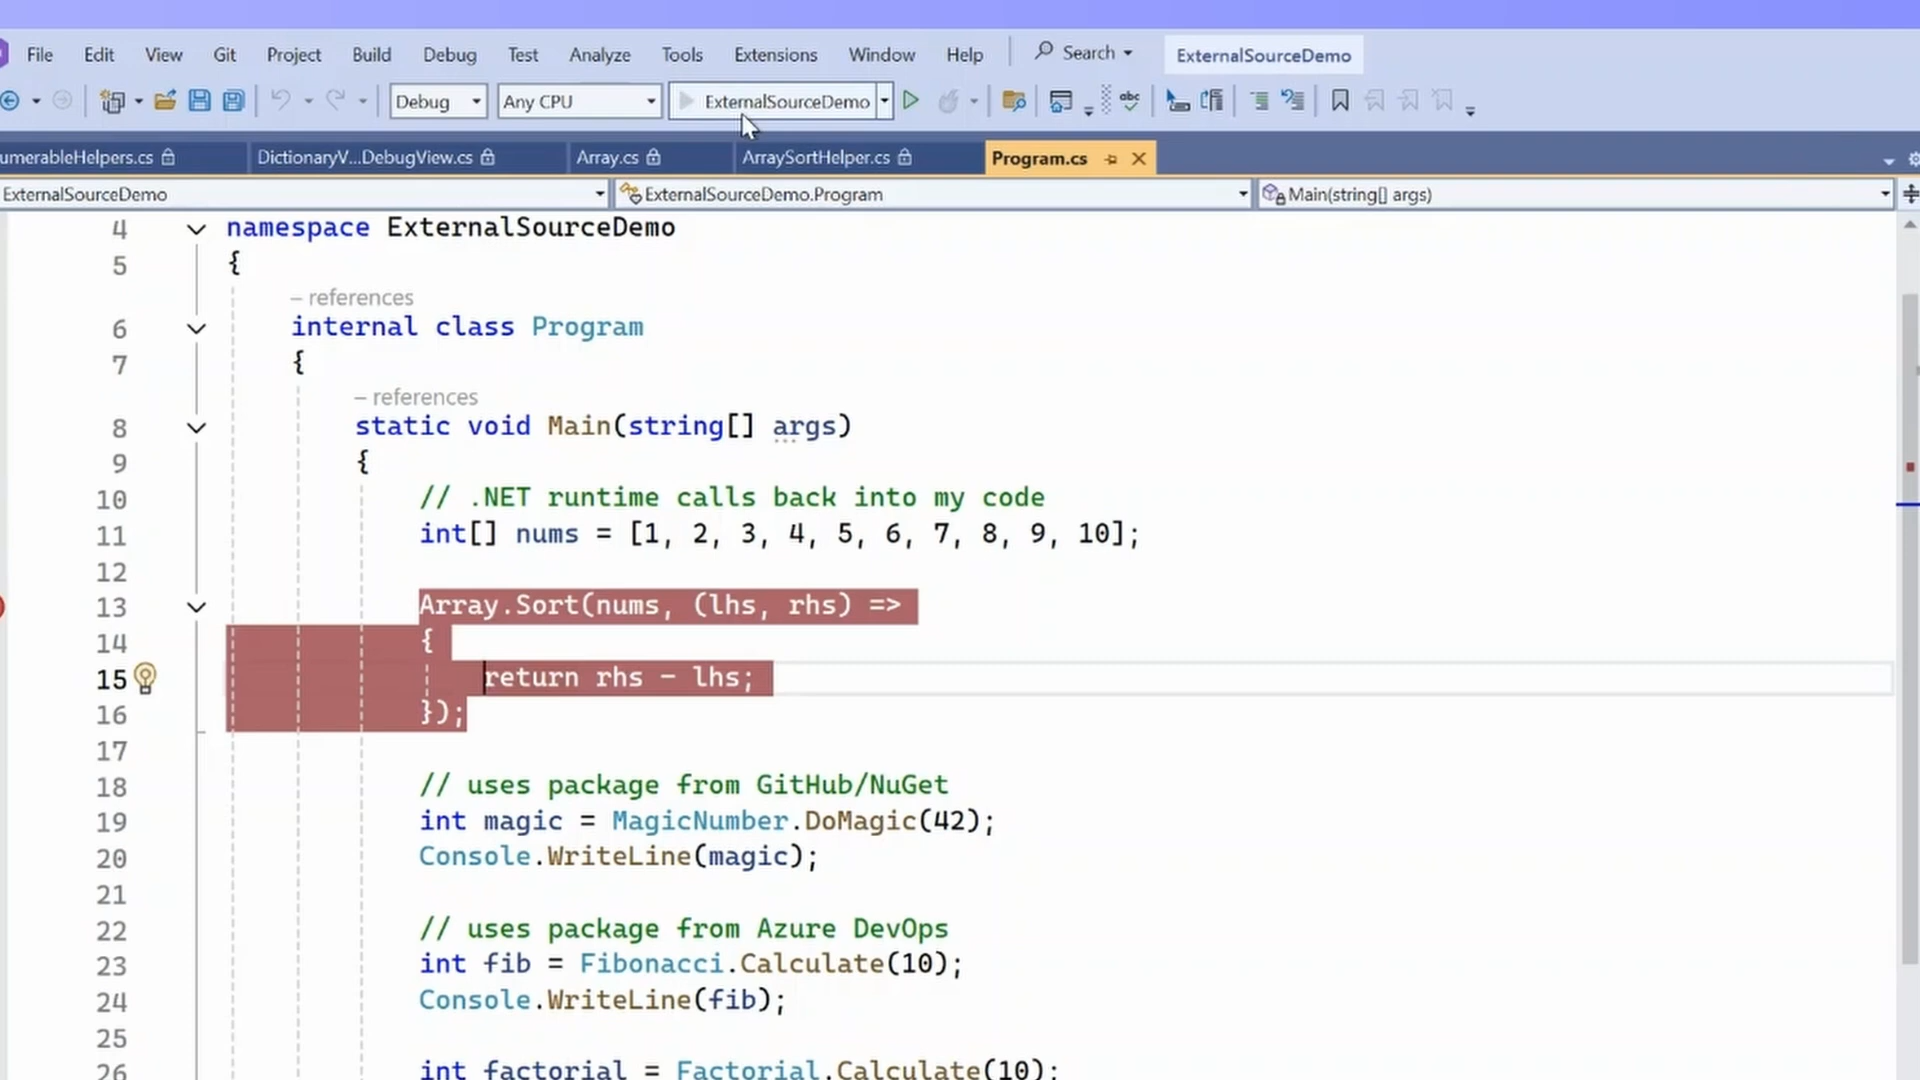 File Edit View Git Project Build Debug Test Analyze Tools Extensions Window Help Search ExternalSourceDemo
Debug Any CPU ExternalSourceDemo
umerableHelpers.cs DictionaryV...DebugView.cs Array.cs ArraySortHelper.cs Program.cs
ExternalSourceDemo ExternalSourceDemo.Program Main(string[] args)
4 namespace ExternalSourceDemo
5 {
– references
6 internal class Program
7 {
– references
8 static void Main(string[] args)
9 {
10 // .NET runtime calls back into my code
11 int[] nums = [1, 2, 3, 4, 5, 6, 7, 8, 9, 10];
12
13 Array.Sort(nums, (lhs, rhs) =>
14 {
15 return rhs - lhs;
16 });
17
18 // uses package from GitHub/NuGet
19 int magic = MagicNumber.DoMagic(42);
20 Console.WriteLine(magic);
21
22 // uses package from Azure DevOps
23 int fib = Fibonacci.Calculate(10);
24 Console.WriteLine(fib);
25
26 int factorial = Factorial.Calculate(10);